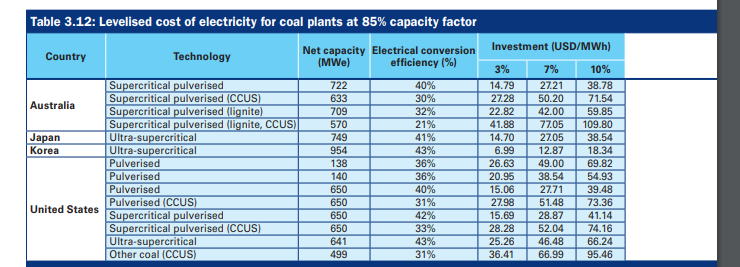 Table 3.12: Levelised cost of electricity for coal plants at 85% capacity factor
Country Technology Net capacity (MWe) Electrical conversion efficiency (%) Investment (USD/MWh)
3% 7% 10%
Australia
Supercritical pulverised 722 40% 14.79 27.21 38.78
Supercritical pulverised (CCUS) 633 30% 27.28 50.20 71.54
Supercritical pulverised (lignite) 709 32% 22.82 42.00 59.85
Supercritical pulverised (lignite, CCUS) 570 21% 41.88 77.05 109.80
Japan Ultra-supercritical 749 41% 14.70 27.05 38.54
Korea Ultra-supercritical 954 43% 6.99 12.87 18.34
United States
Pulverised 138 36% 26.63 49.00 69.82
Pulverised 140 36% 20.95 38.54 54.93
Pulverised 650 40% 15.06 27.71 39.48
Pulverised (CCUS) 650 31% 27.98 51.48 73.36
Supercritical pulverised 650 42% 15.69 28.87 41.14
Supercritical pulverised (CCUS) 650 33% 28.28 52.04 74.16
Ultra-supercritical 641 43% 25.26 46.48 66.24
Other coal (CCUS) 499 31% 36.41 66.99 95.46